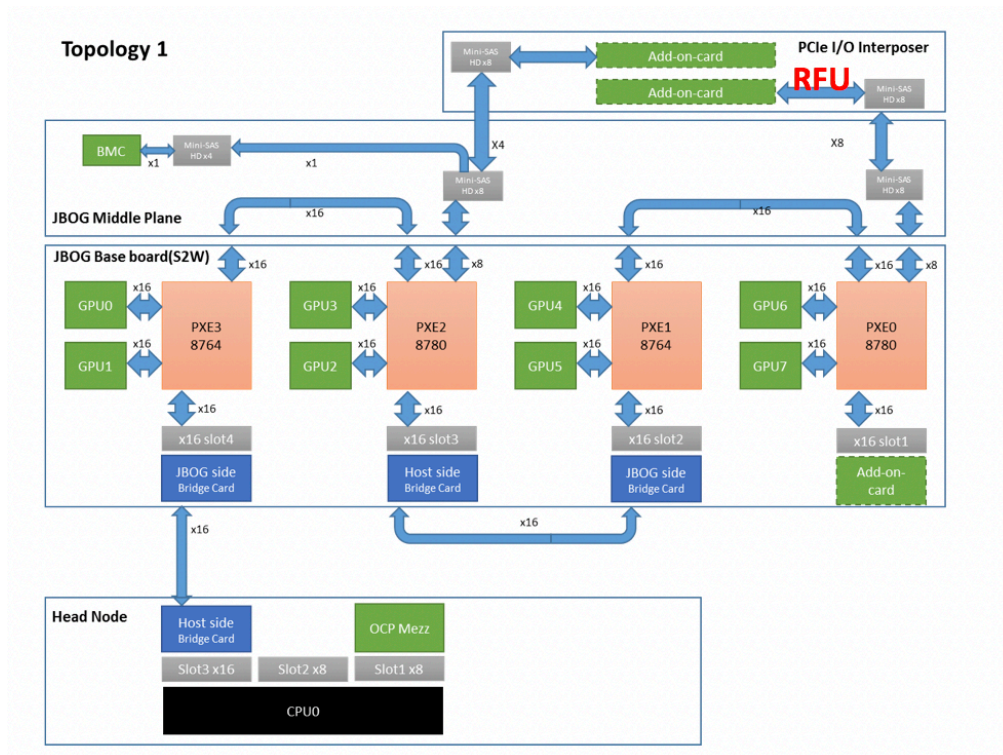 Topology 1
PCIe I/O Interposer
Mini-SAS
HD x8
Add-on-card
RFU
Add-on-card
Mini-SAS
HD x8
BMC
x1
Mini-SAS
HD x4
x1
X4
X8
Mini-SAS
HD x8
Mini-SAS
HD x8
JBOG Middle Plane
x16
x16
JBOG Base board(S2W)
x16
x16
x8
x16
x16
x8
GPU0
x16
GPU1
x16
PXE3
8764
GPU3
x16
GPU2
x16
PXE2
8780
GPU4
x16
GPU5
x16
PXE1
8764
GPU6
x16
GPU7
x16
PXE0
8780
x16
x16
x16
x16
x16 slot4
x16 slot3
x16 slot2
x16 slot1
JBOG side
Bridge Card
Host side
Bridge Card
JBOG side
Bridge Card
Add-on-
card
x16
x16
Head Node
Host side
Bridge Card
OCP Mezz
Slot3 x16
Slot2 x8
Slot1 x8
CPU0